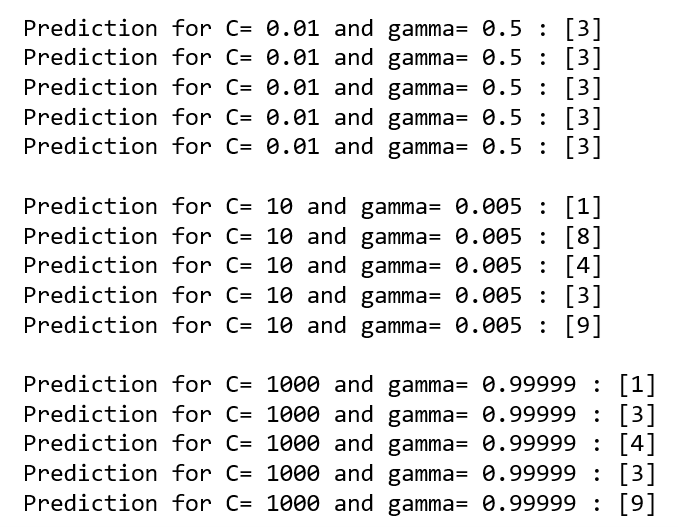 Prediction for C= 0.01 and gamma= 0.5 : [3]
Prediction for C= 0.01 and gamma= 0.5 : [3]
Prediction for C= 0.01 and gamma= 0.5 : [3]
Prediction for C= 0.01 and gamma= 0.5 : [3]
Prediction for C= 0.01 and gamma= 0.5 : [3]
Prediction for C= 10 and gamma= 0.005 : [1]
Prediction for C= 10 and gamma= 0.005 : [8]
Prediction for C= 10 and gamma= 0.005 : [4]
Prediction for C= 10 and gamma= 0.005 : [3]
Prediction for C= 10 and gamma= 0.005 : [9]
Prediction for C= 1000 and gamma= 0.99999 : [1]
Prediction for C= 1000 and gamma= 0.99999 : [3]
Prediction for C= 1000 and gamma= 0.99999 : [4]
Prediction for C= 1000 and gamma= 0.99999 : [3]
Prediction for C= 1000 and gamma= 0.99999 : [9]